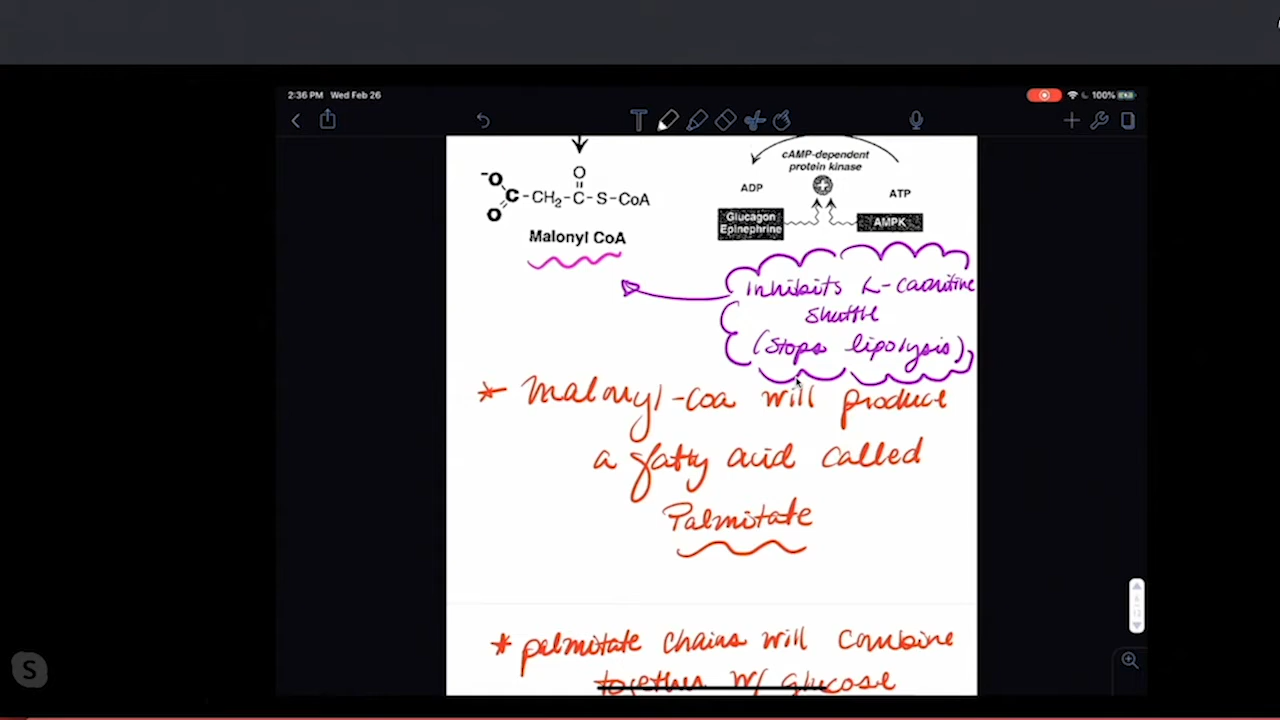 2:36 PM Wed Feb 26
100%
T
cAMP-dependent
protein kinase
ADP
ATP
⁻O
O
C-CH₂-C-S-CoA
O
Glucagon
Epinephrine
AMPK
Malonyl CoA
Inhibits L-carnitine
shuttle
(Stops lipolysis)
* Malonyl-coa will produce
a fatty acid called
Palmitate
* palmitate chains will combine
together w/ glucose
S